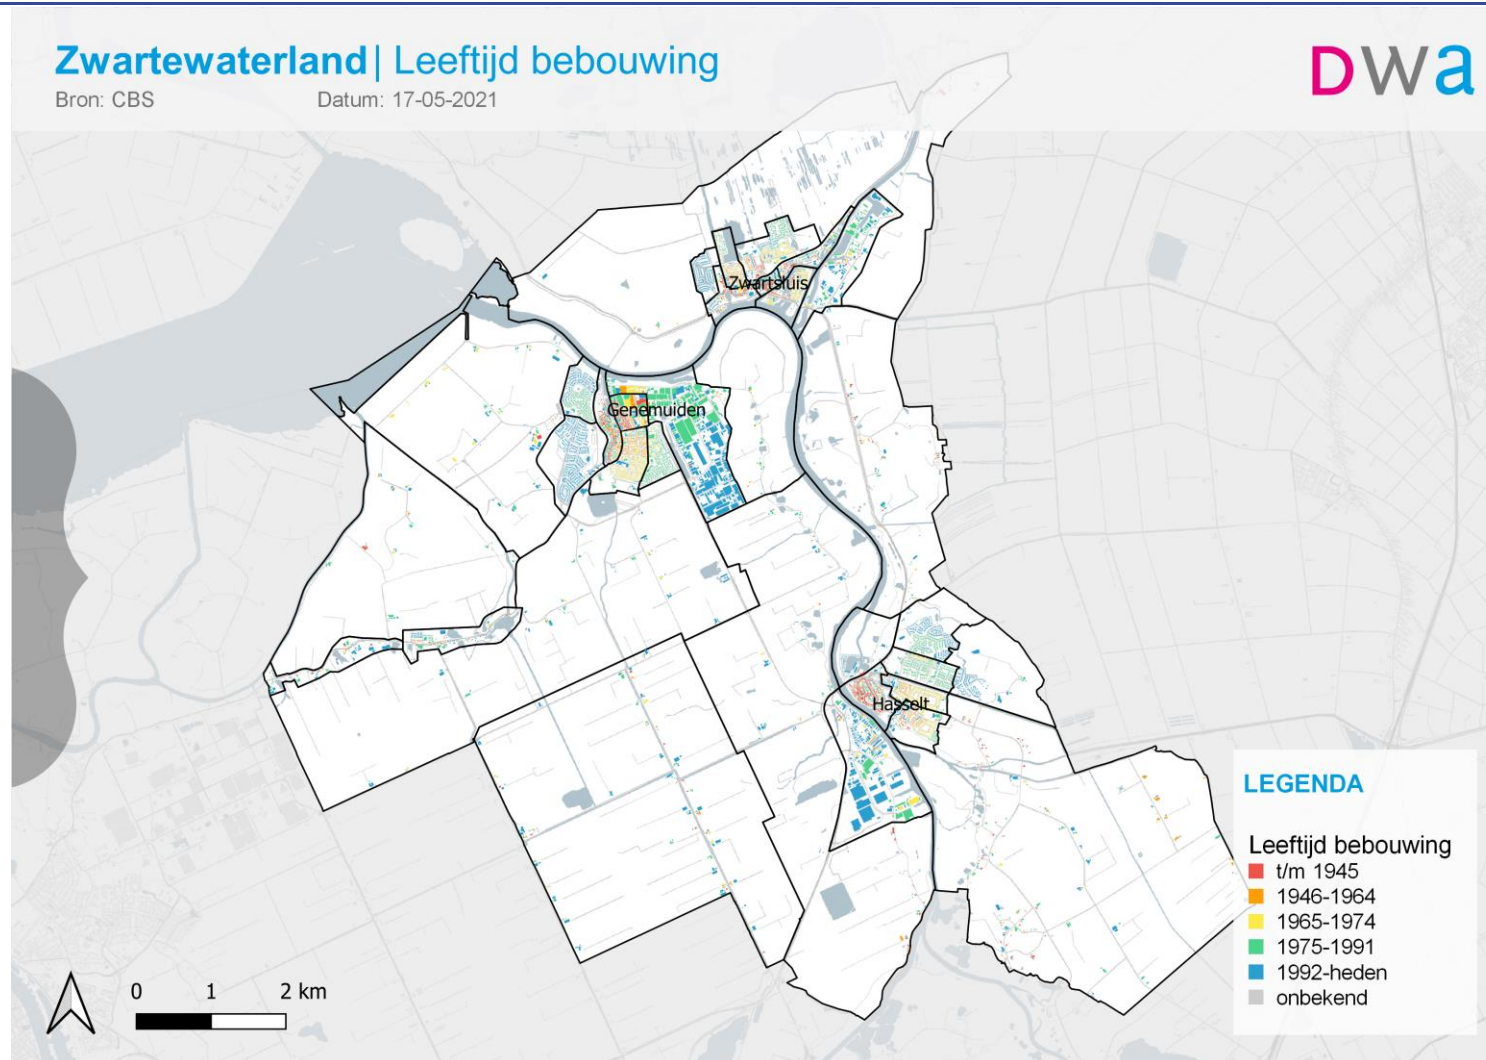 Zwartewaterland | Leeftijd bebouwing
Bron: CBS Datum: 17-05-2021
DWa
Zwartsluis
Genemuiden
Hasselt
LEGENDA
Leeftijd bebouwing
t/m 1945
1946-1964
1965-1974
1975-1991
1992-heden
onbekend
0 1 2 km